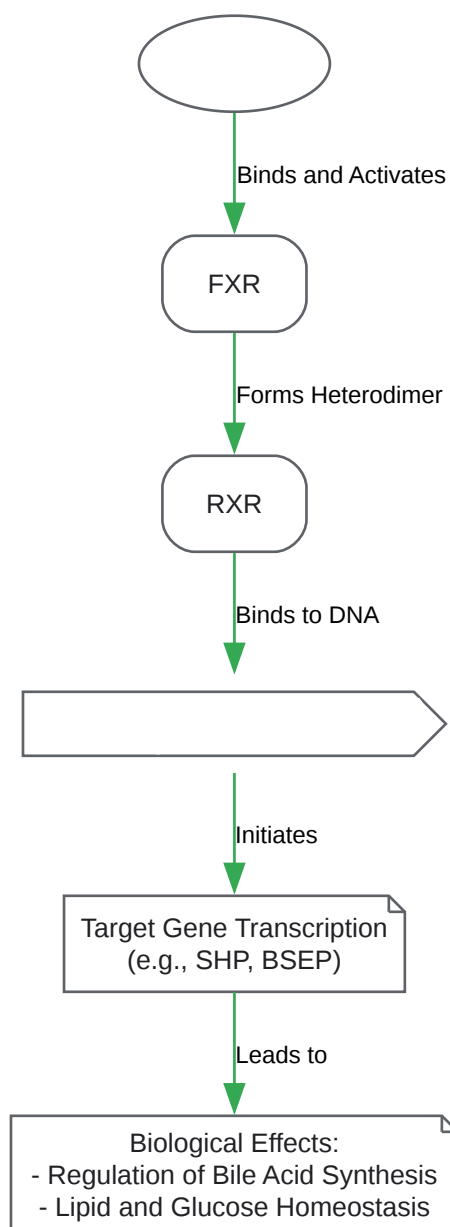 Binds and Activates
FXR
Forms Heterodimer
RXR
Binds to DNA
Initiates
Target Gene Transcription
(e.g., SHP, BSEP)
Leads to
Biological Effects:
- Regulation of Bile Acid Synthesis
- Lipid and Glucose Homeostasis